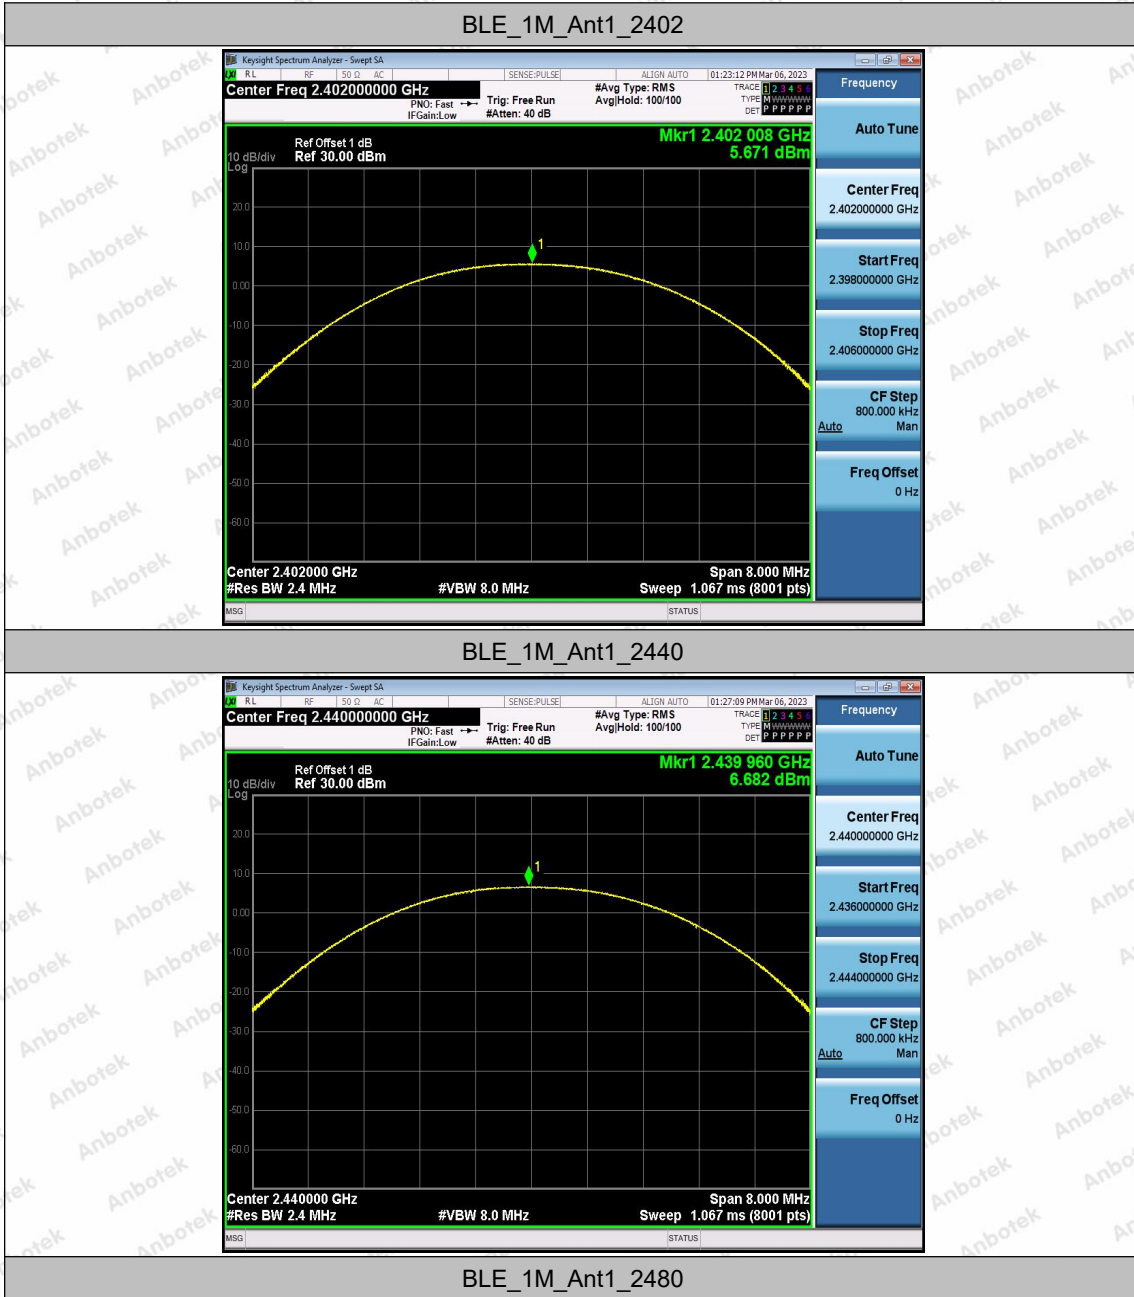 BLE_1M_Ant1_2402
Keysight Spectrum Analyzer - Swept SA
LXI RL RF 50 Ω AC SENSE:PULSE ALIGN AUTO 01:23:12 PM Mar 06, 2023
Center Freq 2.402000000 GHz
PNO: Fast
IFGain:Low
Trig: Free Run
#Atten: 40 dB
#Avg Type: RMS
Avg|Hold: 100/100
TRACE 1 2 3 4 5 6
TYPE M WWWWW
DET P P P P P P
Mkr1 2.402 008 GHz
5.671 dBm
Ref Offset 1 dB
10 dB/div Ref 30.00 dBm
Log
20.0
10.0
1
0.00
-10.0
-20.0
-30.0
-40.0
-50.0
-60.0
Center 2.402000 GHz Span 8.000 MHz
#Res BW 2.4 MHz #VBW 8.0 MHz Sweep 1.067 ms (8001 pts)
MSG STATUS
Frequency
Auto Tune
Center Freq
2.402000000 GHz
Start Freq
2.398000000 GHz
Stop Freq
2.406000000 GHz
CF Step
800.000 kHz
Auto Man
Freq Offset
0 Hz
BLE_1M_Ant1_2440
Keysight Spectrum Analyzer - Swept SA
LXI RL RF 50 Ω AC SENSE:PULSE ALIGN AUTO 01:27:09 PM Mar 06, 2023
Center Freq 2.440000000 GHz
PNO: Fast
IFGain:Low
Trig: Free Run
#Atten: 40 dB
#Avg Type: RMS
Avg|Hold: 100/100
TRACE 1 2 3 4 5 6
TYPE M WWWWW
DET P P P P P P
Mkr1 2.439 960 GHz
6.682 dBm
Ref Offset 1 dB
10 dB/div Ref 30.00 dBm
Log
20.0
10.0
1
0.00
-10.0
-20.0
-30.0
-40.0
-50.0
-60.0
Center 2.440000 GHz Span 8.000 MHz
#Res BW 2.4 MHz #VBW 8.0 MHz Sweep 1.067 ms (8001 pts)
MSG STATUS
Frequency
Auto Tune
Center Freq
2.440000000 GHz
Start Freq
2.436000000 GHz
Stop Freq
2.444000000 GHz
CF Step
800.000 kHz
Auto Man
Freq Offset
0 Hz
BLE_1M_Ant1_2480
Anbotek